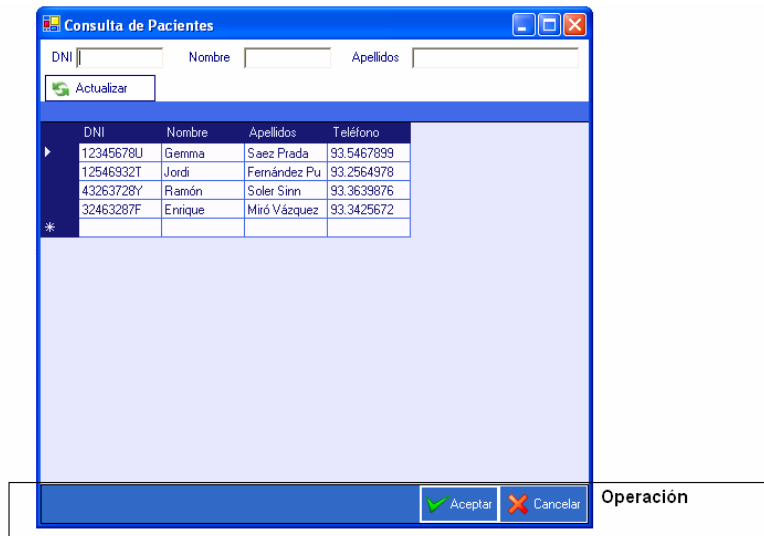 Consulta de Pacientes
DNI Nombre Apellidos
Actualizar
DNI Nombre Apellidos Teléfono
12345678U Gemma Saez Prada 93.5467899
12546932T Jordi Fernández Pu 93.2564978
43263728Y Ramón Soler Sinn 93.3639876
32463287F Enrique Miró Vázquez 93.3425672
Aceptar Cancelar Operación